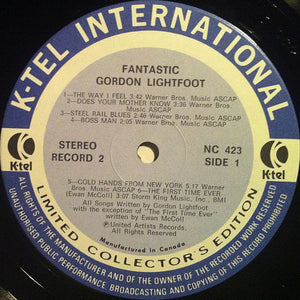 K-TEL INTERNATIONAL
FANTASTIC
GORDON LIGHTFOOT
1—THE WAY I FEEL 3:42 Warner Bros. Music ASCAP
2—DOES YOUR MOTHER KNOW 3:36 Warner Bros.
Music ASCAP
3—STEEL RAIL BLUES 2:46 Warner Bros. Music ASCAP
4—BOSS MAN 2:05 Warner Bros. Music ASCAP
STEREO
RECORD 2
NC 423
SIDE 1
K-tel
K-tel
5—COLD HANDS FROM NEW YORK 5:17 Warner
Bros. Music ASCAP 6—THE FIRST TIME EVER
(Ewan McColl) 3:07 Storm King Music, Inc., BMI
All Songs Written by Gordon Lightfoot
with the exception of "The First Time Ever"
written by Ewan McColl.
℗United Artists Records.
All Rights Reserved
Manufactured in Canada
LIMITED COLLECTOR'S EDITION
ALL RIGHTS OF THE MANUFACTURER AND OF THE OWNER OF THE RECORDED WORK RESERVED
UNAUTHORISED PUBLIC PERFORMANCE, BROADCASTING AND COPYING OF THIS RECORD PROHIBITED